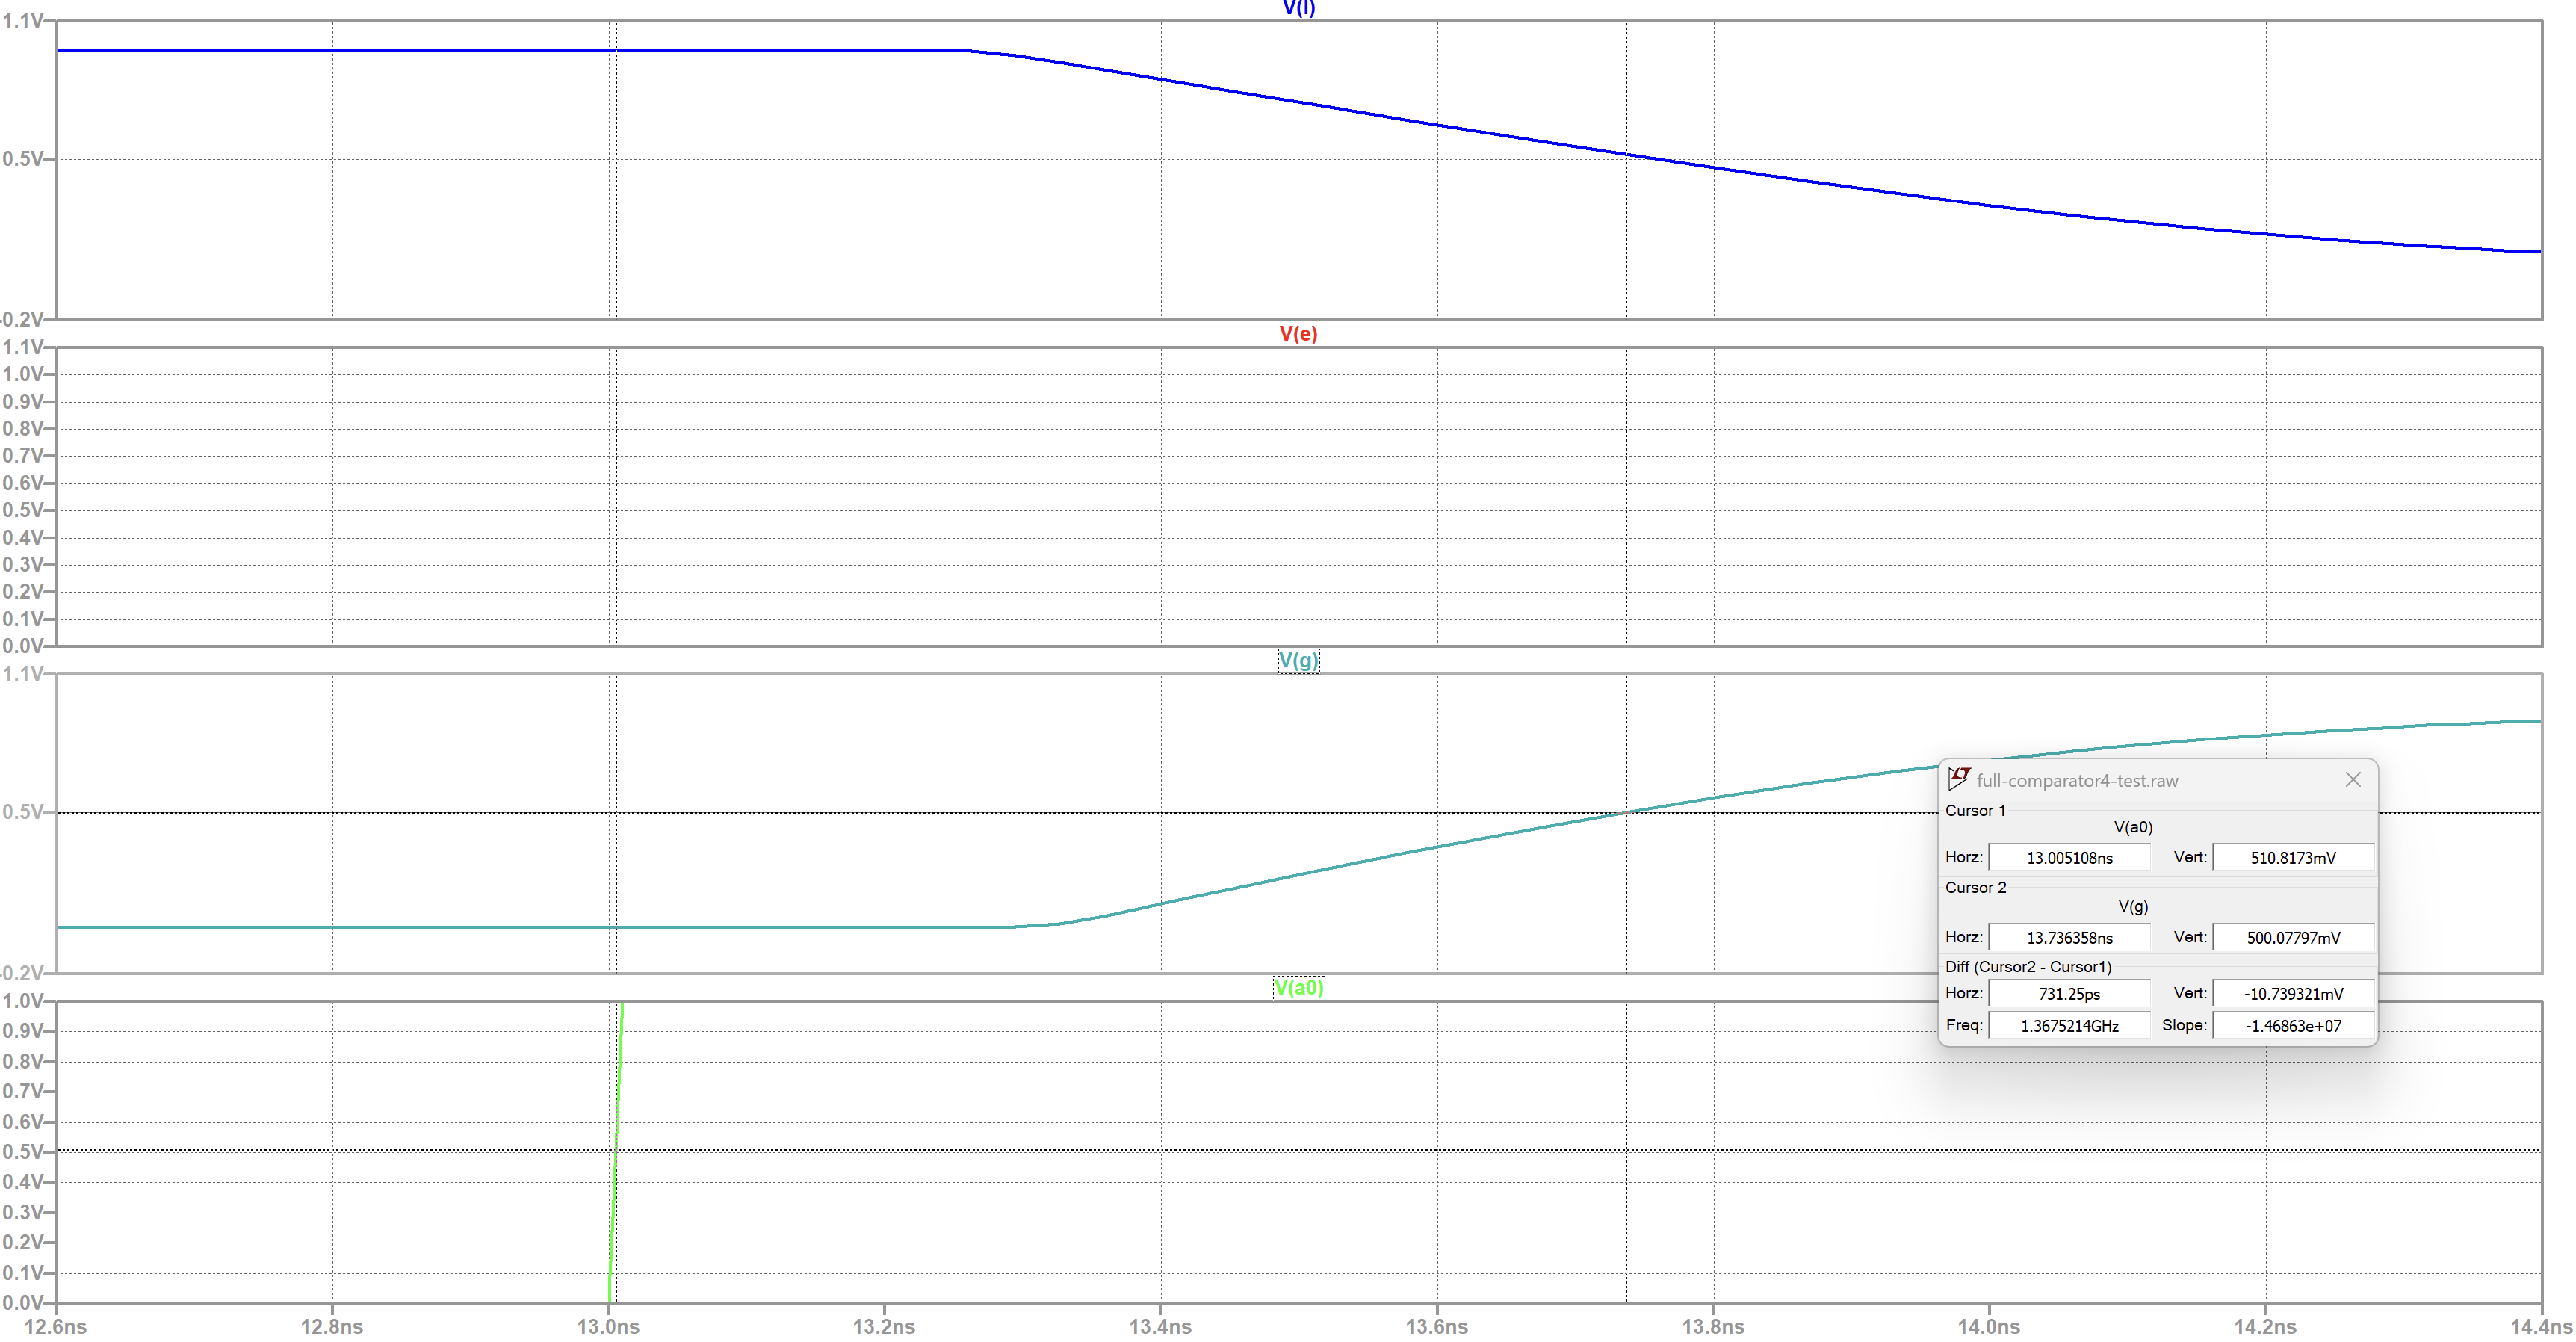 V(l)
1.1V
0.5V
-0.2V
V(e)
1.1V
1.0V
0.9V
0.8V
0.7V
0.6V
0.5V
0.4V
0.3V
0.2V
0.1V
0.0V
V(g)
1.1V
0.5V
-0.2V
full-comparator4-test.raw
Cursor 1
V(a0)
Horz: 13.005108ns Vert: 510.8173mV
Cursor 2
V(g)
Horz: 13.736358ns Vert: 500.07797mV
Diff (Cursor2 - Cursor1)
Horz: 731.25ps Vert: -10.739321mV
Freq: 1.3675214GHz Slope: -1.46863e+07
V(a0)
1.0V
0.9V
0.8V
0.7V
0.6V
0.5V
0.4V
0.3V
0.2V
0.1V
0.0V
12.6ns 12.8ns 13.0ns 13.2ns 13.4ns 13.6ns 13.8ns 14.0ns 14.2ns 14.4ns